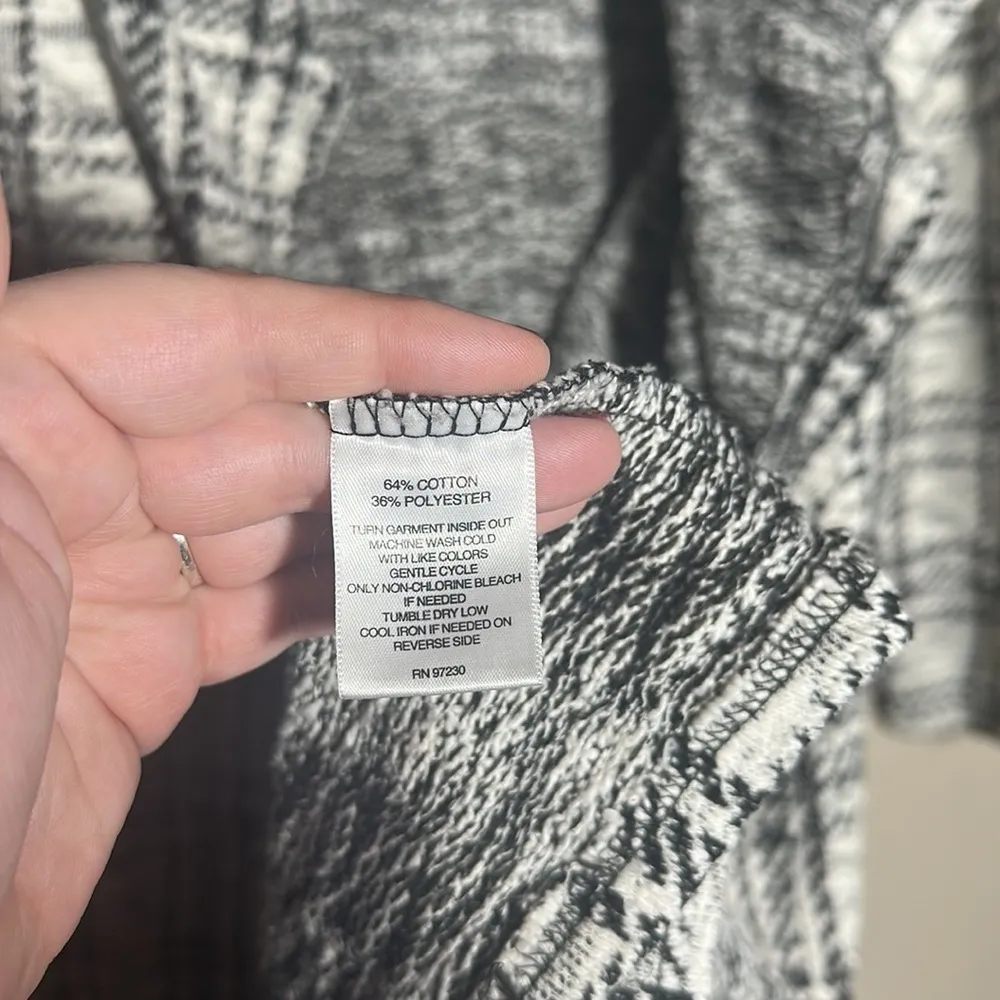 64% COTTON
36% POLYESTER
TURN GARMENT INSIDE OUT
MACHINE WASH COLD
WITH LIKE COLORS
GENTLE CYCLE
ONLY NON-CHLORINE BLEACH
IF NEEDED
TUMBLE DRY LOW
COOL IRON IF NEEDED ON
REVERSE SIDE
RN 97230